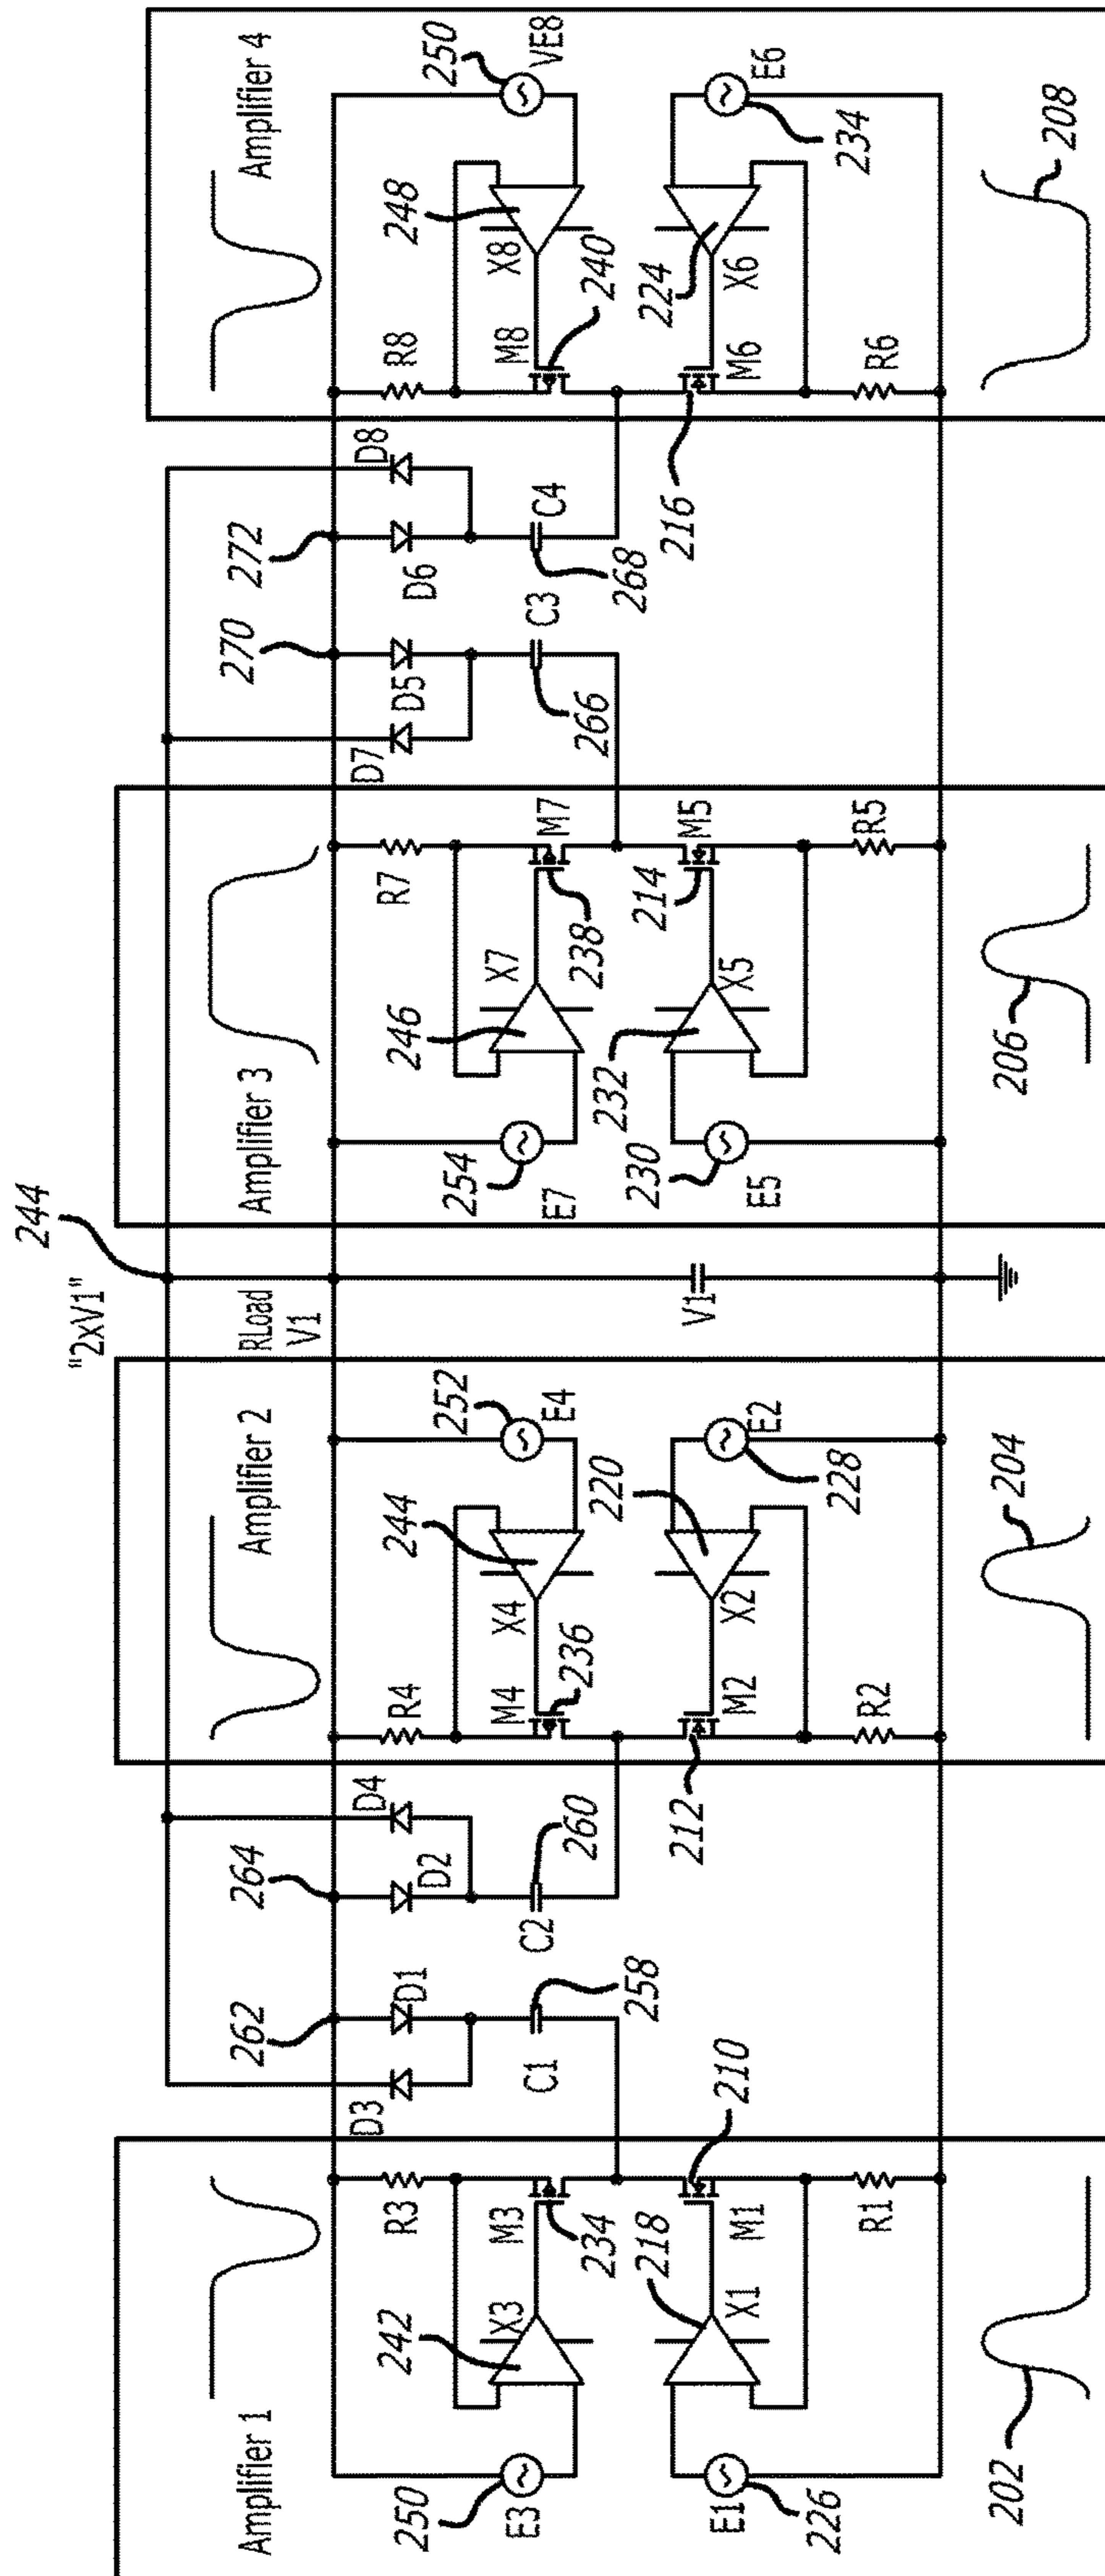 "2xV1"
244
Amplifier 1
242
X3
250
E3
R3
M3
234
218
X1
E1
226
M1
210
R1
202
D3
262
D1
C1
258
264
D2
D4
C2
260
Amplifier 2
R4
M4
236
X4
244
252
E4
212
M2
X2
220
E2
228
R2
204
RLoad
V1
V1
Amplifier 3
254
E7
246
X7
R7
M7
238
230
E5
232
X5
214
M5
R5
206
D7
270
D5
C3
266
272
D6
D8
C4
268
Amplifier 4
R8
M8
240
X8
248
250
VE8
216
M6
X6
224
E6
234
R6
208